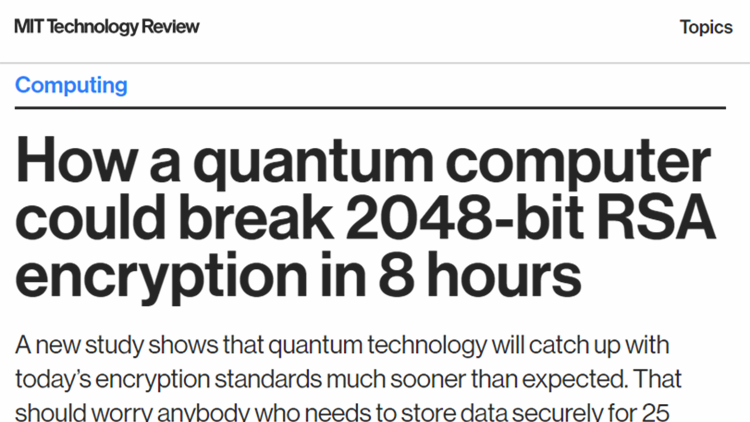 MIT Technology Review
Topics
Computing
How a quantum computer
could break 2048-bit RSA
encryption in 8 hours
A new study shows that quantum technology will catch up with
today's encryption standards much sooner than expected. That
should worry anybody who needs to store data securely for 25